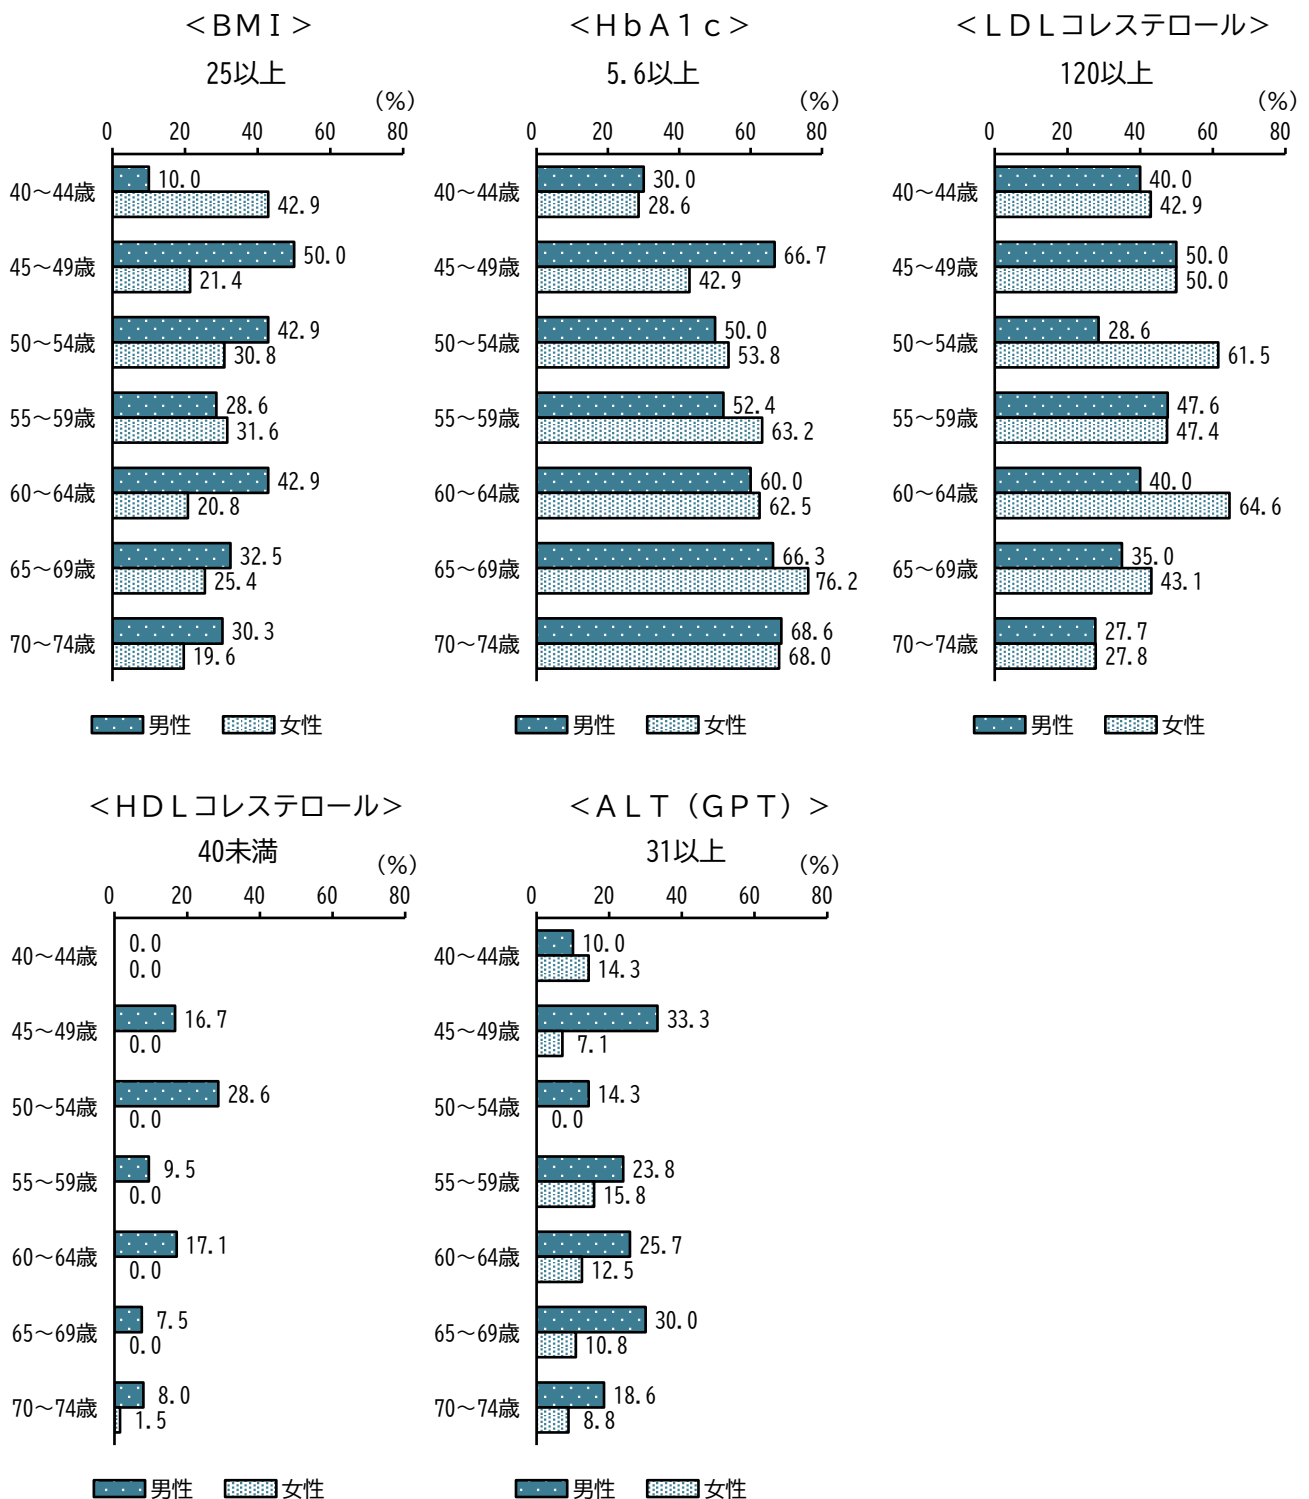 ＜ＢＭＩ＞
25以上
（%）
0 20 40 60 80
40～44歳 10.0 42.9
45～49歳 50.0 21.4
50～54歳 42.9 30.8
55～59歳 28.6 31.6
60～64歳 42.9 20.8
65～69歳 32.5 25.4
70～74歳 30.3 19.6
男性 女性
＜ＨｂＡ１ｃ＞
5.6以上
（%）
0 20 40 60 80
40～44歳 30.0 28.6
45～49歳 66.7 42.9
50～54歳 50.0 53.8
55～59歳 52.4 63.2
60～64歳 60.0 62.5
65～69歳 66.3 76.2
70～74歳 68.6 68.0
男性 女性
＜ＬＤＬコレステロール＞
120以上
（%）
0 20 40 60 80
40～44歳 40.0 42.9
45～49歳 50.0 50.0
50～54歳 28.6 61.5
55～59歳 47.6 47.4
60～64歳 40.0 64.6
65～69歳 35.0 43.1
70～74歳 27.7 27.8
男性 女性
＜ＨＤＬコレステロール＞
40未満
（%）
0 20 40 60 80
40～44歳 0.0 0.0
45～49歳 16.7 0.0
50～54歳 28.6 0.0
55～59歳 9.5 0.0
60～64歳 17.1 0.0
65～69歳 7.5 0.0
70～74歳 8.0 1.5
男性 女性
＜ＡＬＴ（ＧＰＴ）＞
31以上
（%）
0 20 40 60 80
40～44歳 10.0 14.3
45～49歳 33.3 7.1
50～54歳 14.3 0.0
55～59歳 23.8 15.8
60～64歳 25.7 12.5
65～69歳 30.0 10.8
70～74歳 18.6 8.8
男性 女性